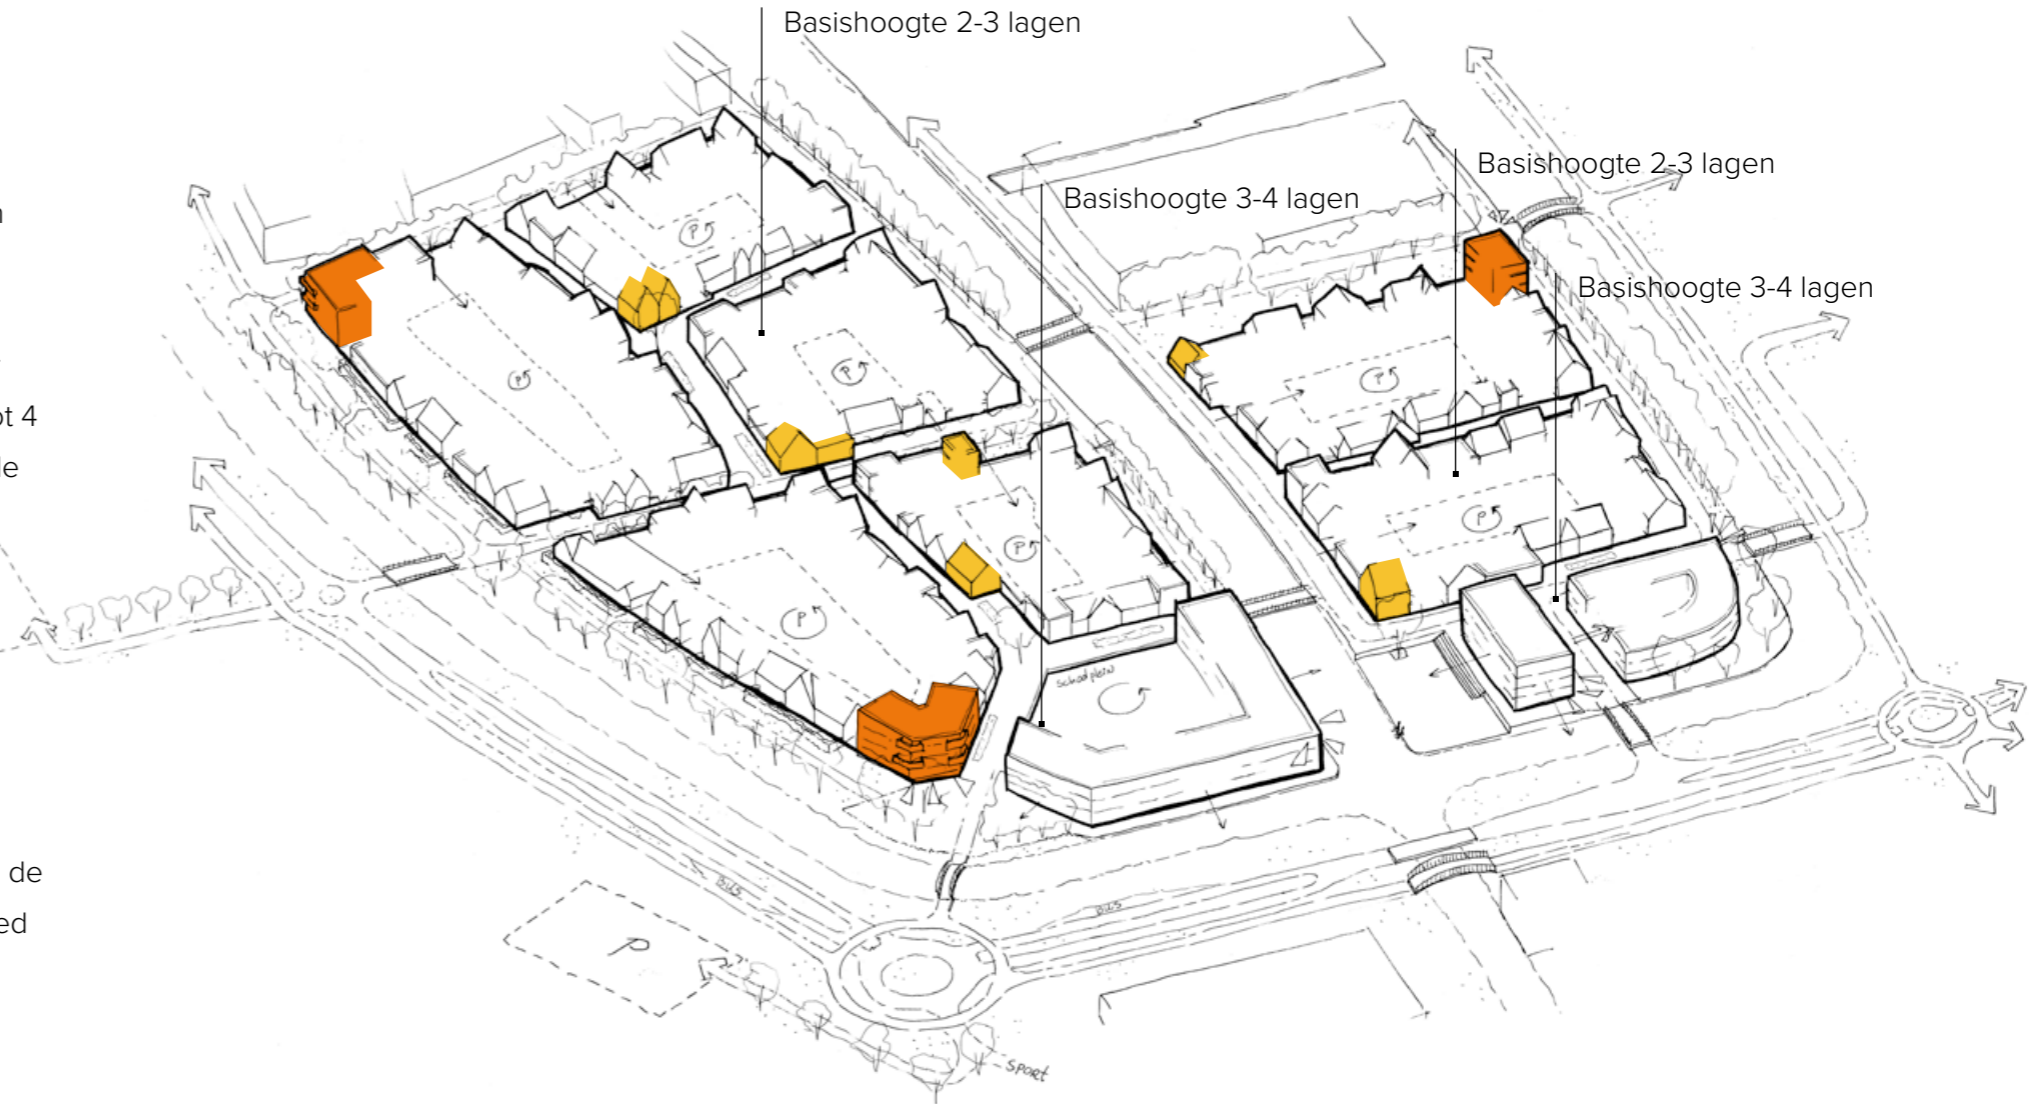 Basishoogte 2-3 lagen
Basishoogte 2-3 lagen
Basishoogte 3-4 lagen
Basishoogte 3-4 lagen
n
ot 4
le
de
ed
P
P
P
P
P
P
P
schoolplein
BUS
BUS
P
SPORT